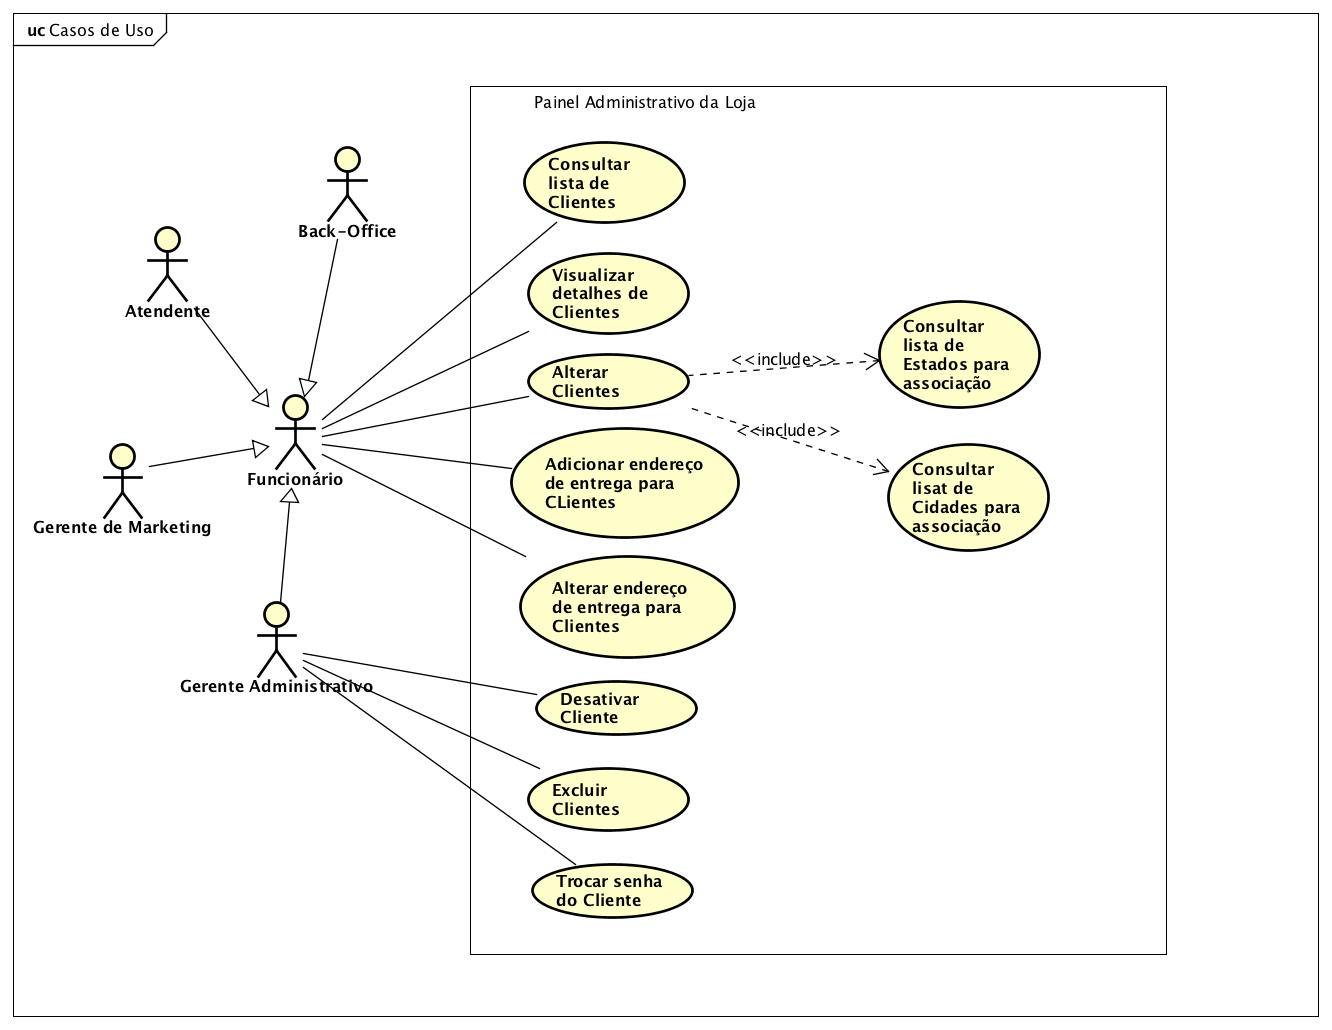 uc Casos de Uso
Painel Administrativo da Loja
Consultar
lista de
Clientes
Back-Office
Atendente
Visualizar
detalhes de
Clientes
Consultar
lista de
Estados para
associação
<<include>>
Alterar
Clientes
<<include>>
Funcionário
Adicionar endereço
de entrega para
CLientes
Consultar
lisat de
Cidades para
associação
Gerente de Marketing
Alterar endereço
de entrega para
Clientes
Gerente Administrativo
Desativar
Cliente
Excluir
Clientes
Trocar senha
do Cliente